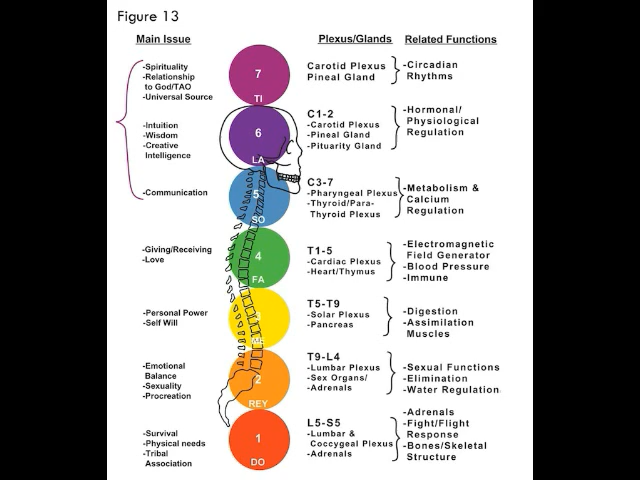 Figure 13
Main Issue
Plexus/Glands
Related Functions
-Spirituality
-Relationship
to God/TAO
-Universal Source
7
TI
Carotid Plexus
Pineal Gland
-Circadian
Rhythms
-Intuition
-Wisdom
-Creative
Intelligence
6
LA
C1-2
-Carotid Plexus
-Pineal Gland
-Pituarity Gland
-Hormonal/
Physiological
Regulation
-Communication
5
SO
C3-7
-Pharyngeal Plexus
-Thyroid/Para-
Thyroid Plexus
-Metabolism &
Calcium
Regulation
-Giving/Receiving
-Love
4
FA
T1-5
-Cardiac Plexus
-Heart/Thymus
-Electromagnetic
Field Generator
-Blood Pressure
-Immune
-Personal Power
-Self Will
3
ME
T5-T9
-Solar Plexus
-Pancreas
-Digestion
-Assimilation
Muscles
-Emotional
Balance
-Sexuality
-Procreation
2
REY
T9-L4
-Lumbar Plexus
-Sex Organs/
-Adrenals
-Sexual Functions
-Elimination
-Water Regulation
-Survival
-Physical needs
-Tribal
Association
1
DO
L5-S5
-Lumbar &
Coccygeal Plexus
-Adrenals
-Adrenals
-Fight/Flight
Response
-Bones/Skeletal
Structure